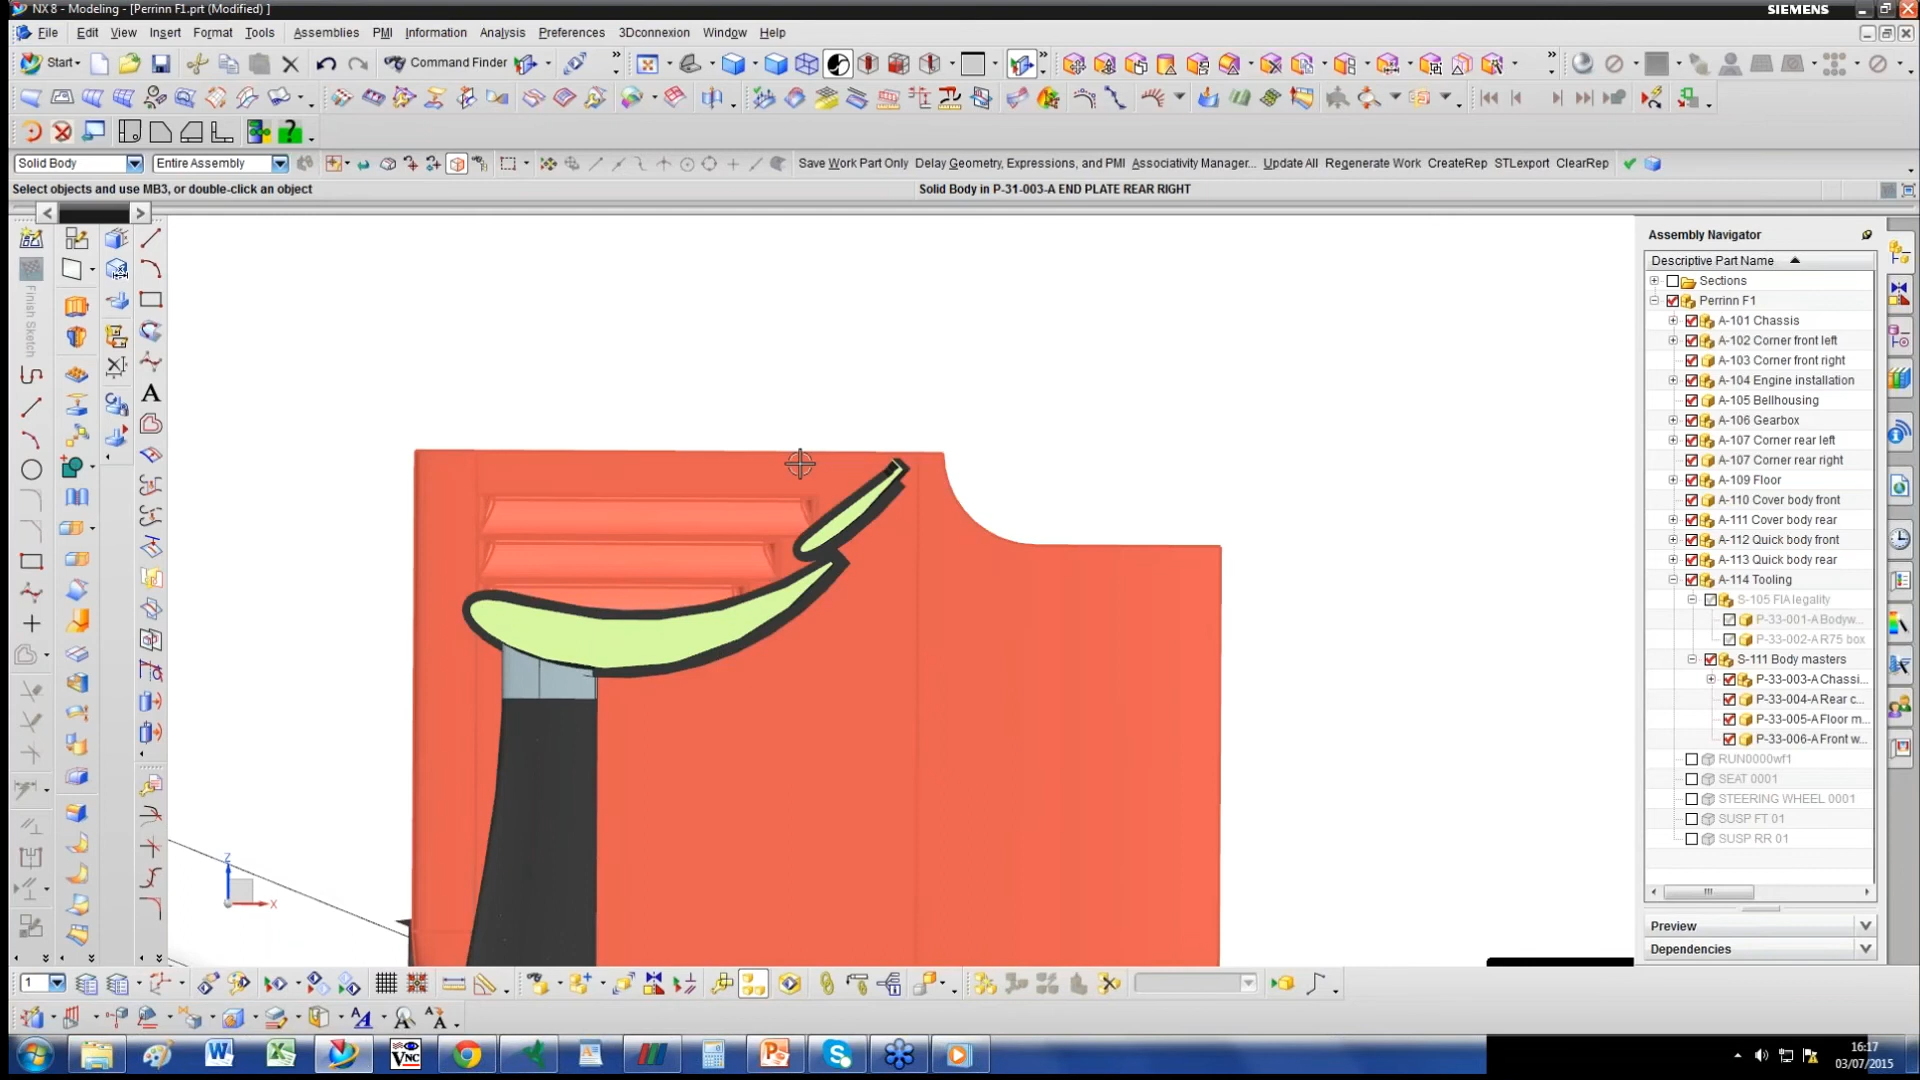 NX 8 - Modeling - [Perrinn F1.prt (Modified) ]
SIEMENS
File Edit View Insert Format Tools Assemblies PMI Information Analysis Preferences 3Dconnexion Window Help
Start
Command Finder
Solid Body
Entire Assembly
Save Work Part Only Delay Geometry, Expressions, and PMI Associativity Manager... Update All Regenerate Work CreateRep STLexport ClearRep
Select objects and use MB3, or double-click an object
Solid Body in P-31-003-A END PLATE REAR RIGHT
Finish Sketch
A
Z
X
Assembly Navigator
Descriptive Part Name
Sections
Perrinn F1
A-101 Chassis
A-102 Corner front left
A-103 Corner front right
A-104 Engine installation
A-105 Bellhousing
A-106 Gearbox
A-107 Corner rear left
A-107 Corner rear right
A-109 Floor
A-110 Cover body front
A-111 Cover body rear
A-112 Quick body front
A-113 Quick body rear
A-114 Tooling
S-105 FIA legality
P-33-001-A Bodyw...
P-33-002-A R75 box
S-111 Body masters
P-33-003-A Chassi...
P-33-004-A Rear c...
P-33-005-A Floor m...
P-33-006-A Front w...
RUN0000wf1
SEAT 0001
STEERING WHEEL 0001
SUSP FT 01
SUSP RR 01
Preview
Dependencies
1
16:17
03/07/2015